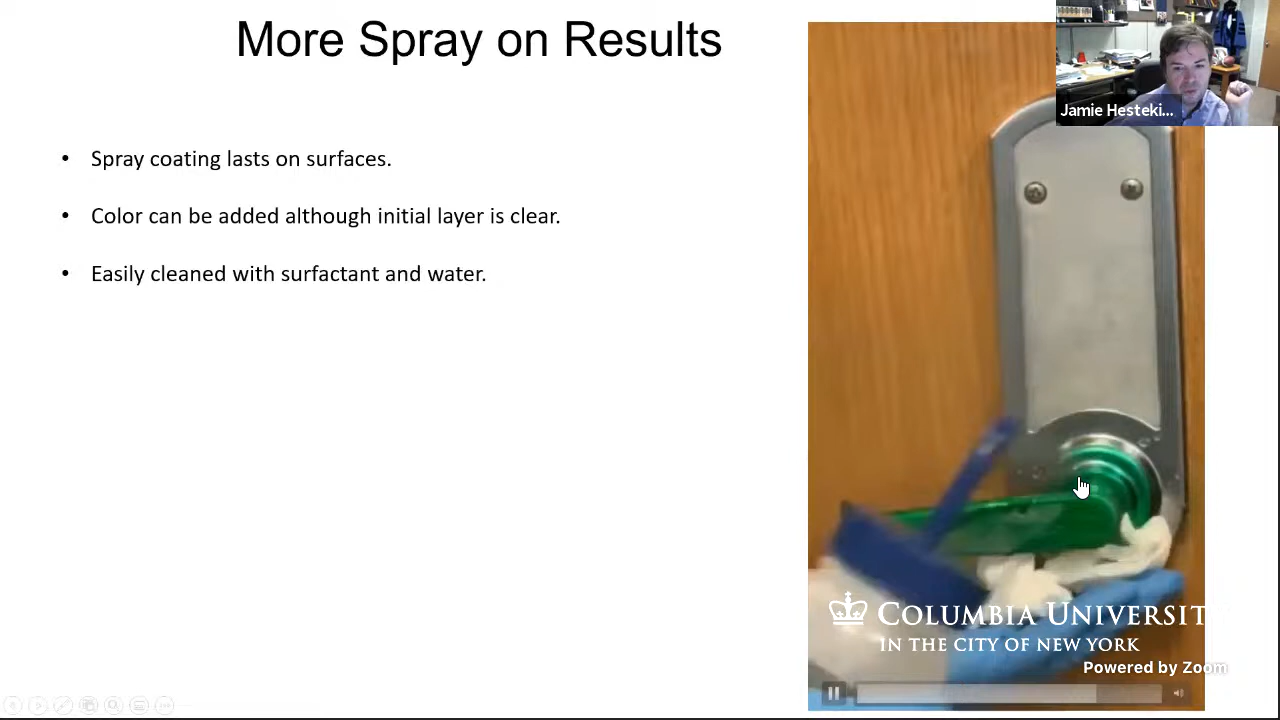 More Spray on Results
Jamie Hesteki...
• Spray coating lasts on surfaces.
• Color can be added although initial layer is clear.
• Easily cleaned with surfactant and water.
COLUMBIA UNIVERSIT
IN THE CITY OF NEW YORK
Powered by Zoom